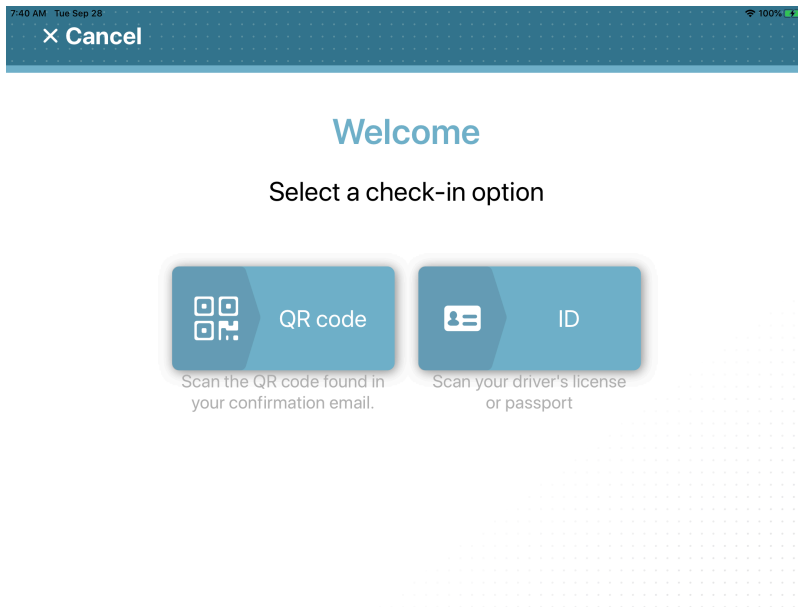 7:40 AM Tue Sep 28 100%
× Cancel
Welcome
Select a check-in option
QR code ID
Scan the QR code found in
your confirmation email.
Scan your driver's license
or passport